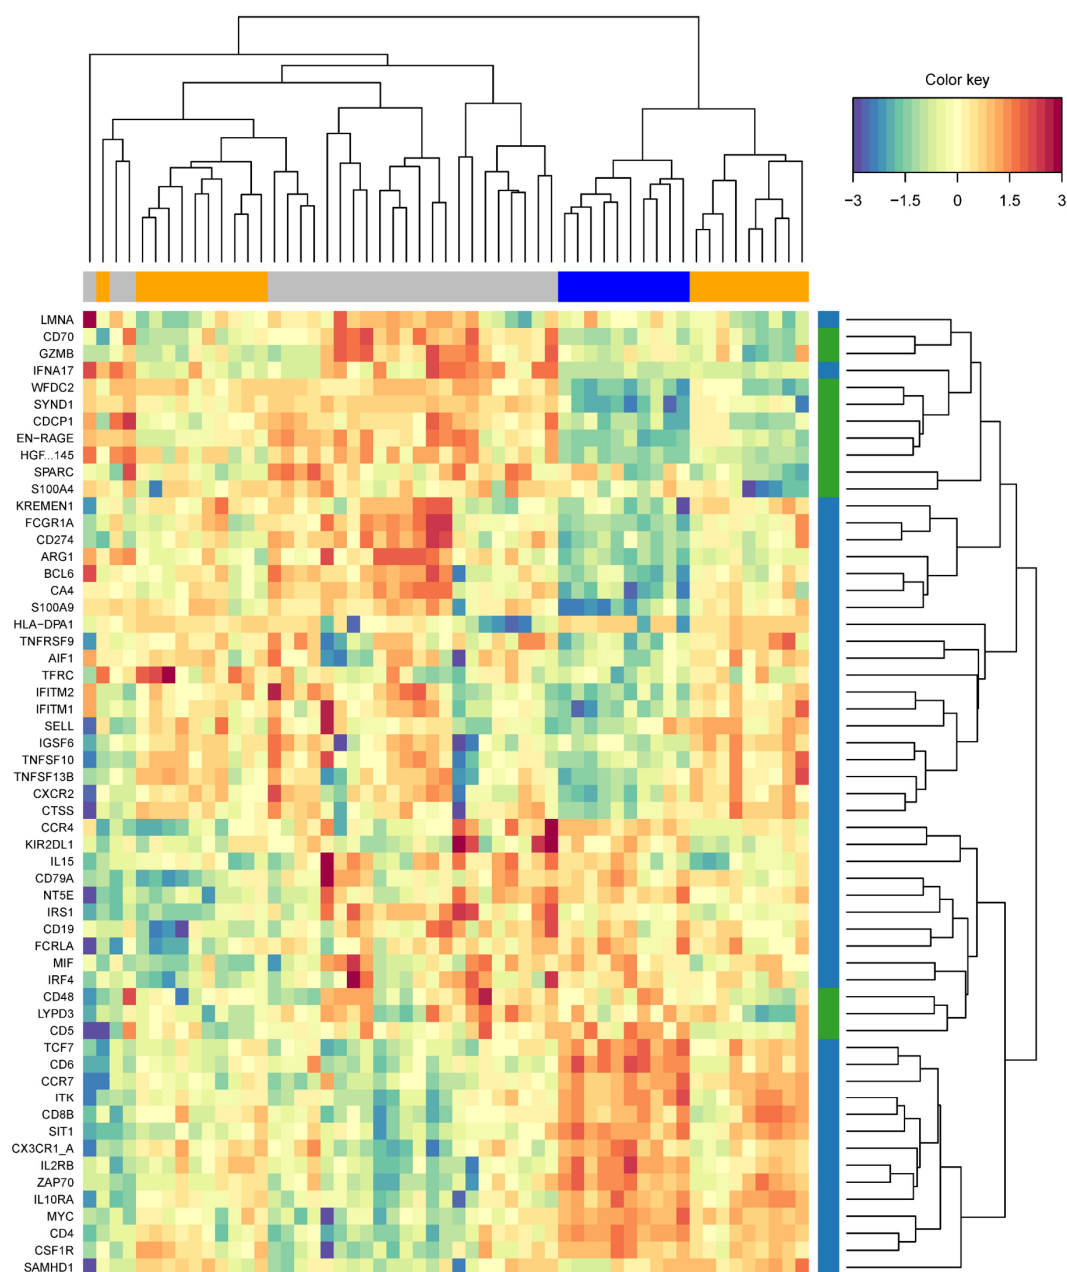 Color key
−3 −1.5 0 1.5 3
LMNA
CD70
GZMB
IFNA17
WFDC2
SYND1
CDCP1
EN−RAGE
HGF...145
SPARC
S100A4
KREMEN1
FCGR1A
CD274
ARG1
BCL6
CA4
S100A9
HLA−DPA1
TNFRSF9
AIF1
TFRC
IFITM2
IFITM1
SELL
IGSF6
TNFSF10
TNFSF13B
CXCR2
CTSS
CCR4
KIR2DL1
IL15
CD79A
NT5E
IRS1
CD19
FCRLA
MIF
IRF4
CD48
LYPD3
CD5
TCF7
CD6
CCR7
ITK
CD8B
SIT1
CX3CR1_A
IL2RB
ZAP70
IL10RA
MYC
CD4
CSF1R
SAMHD1